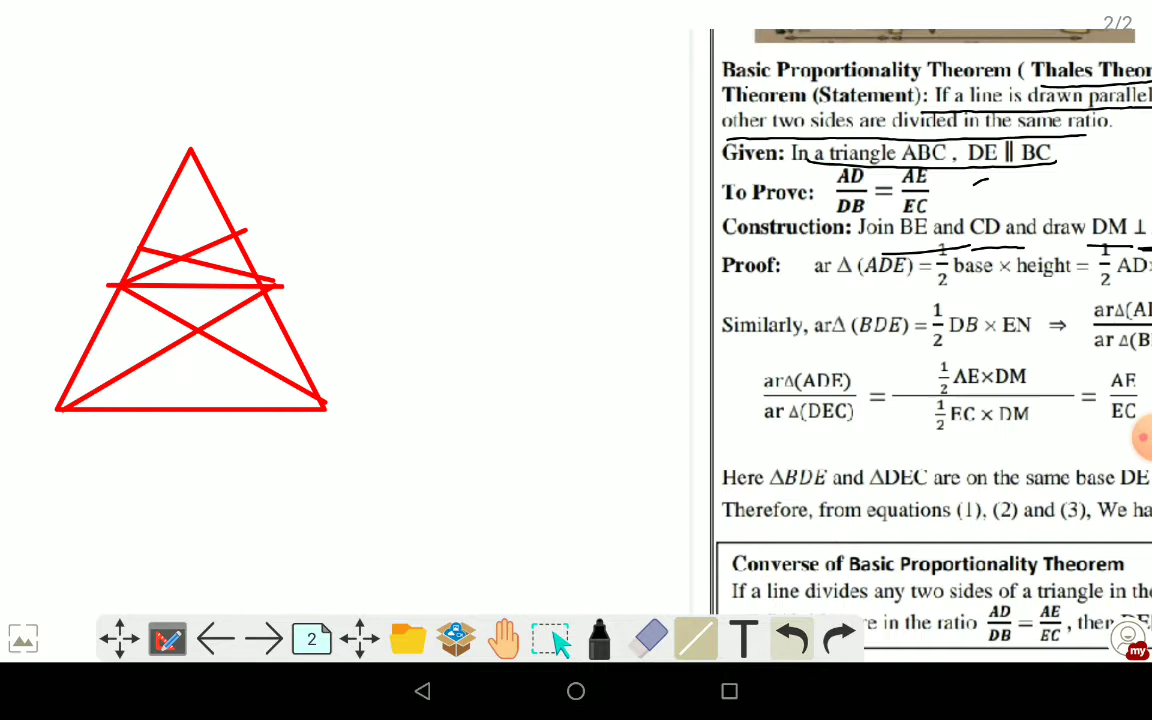 2/2
Basic Proportionality Theorem ( Thales Theor
Theorem (Statement): If a line is drawn parallel
other two sides are divided in the same ratio.
Given: In a triangle ABC , DE ∥ BC
To Prove: AD/DB = AE/EC
Construction: Join BE and CD and draw DM ⊥
Proof: ar Δ (ADE) = 1/2 base × height = 1/2 AD×
Similarly, arΔ (BDE) = 1/2 DB × EN ⇒ arΔ(AD / ar Δ(B
arΔ(ADE) / ar Δ(DEC) = 1/2 AE×DM / 1/2 EC × DM = AE / EC
Here ΔBDE and ΔDEC are on the same base DE
Therefore, from equations (1), (2) and (3), We ha
Converse of Basic Proportionality Theorem
If a line divides any two sides of a triangle in the
re in the ratio AD/DB = AE/EC , then DE
2
T
my